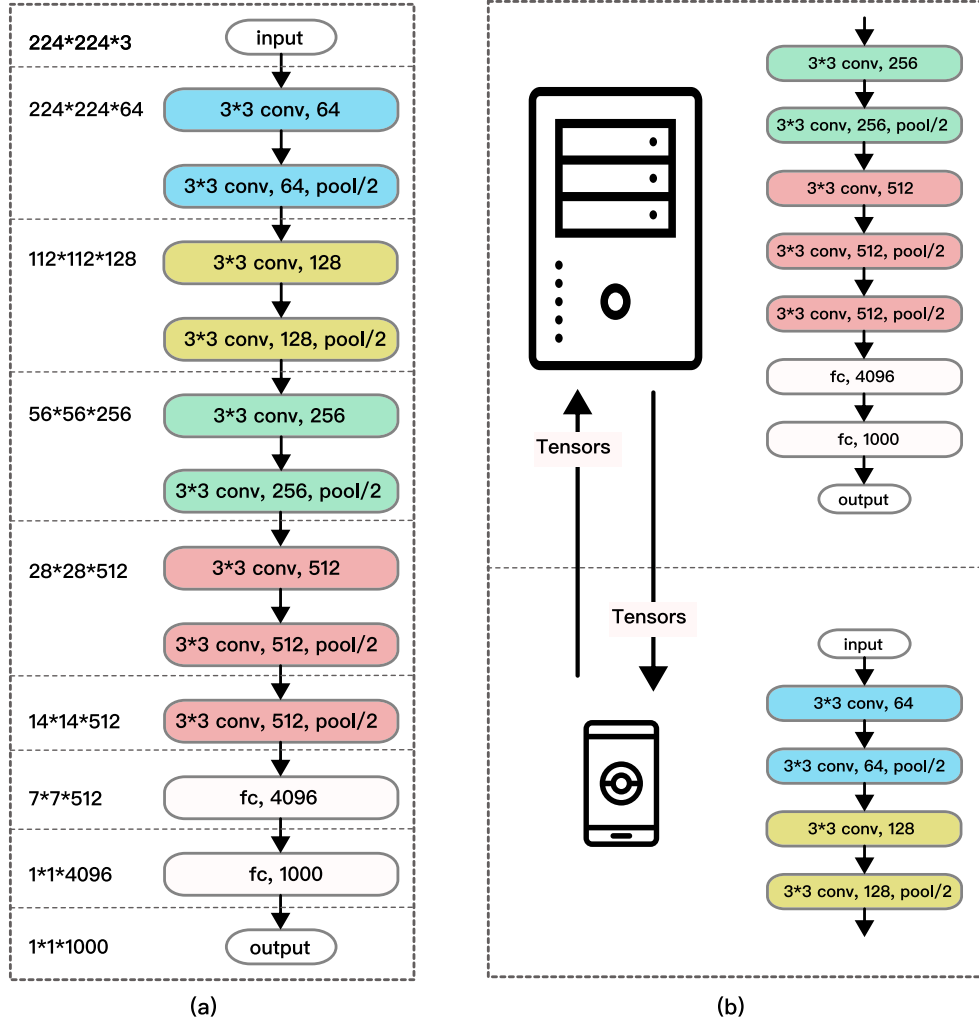 224*224*3
input
224*224*64
3*3 conv, 64
3*3 conv, 64, pool/2
112*112*128
3*3 conv, 128
3*3 conv, 128, pool/2
56*56*256
3*3 conv, 256
3*3 conv, 256, pool/2
28*28*512
3*3 conv, 512
3*3 conv, 512, pool/2
14*14*512
3*3 conv, 512, pool/2
7*7*512
fc, 4096
1*1*4096
fc, 1000
1*1*1000
output
(a)
3*3 conv, 256
3*3 conv, 256, pool/2
3*3 conv, 512
3*3 conv, 512, pool/2
3*3 conv, 512, pool/2
fc, 4096
fc, 1000
output
Tensors
Tensors
input
3*3 conv, 64
3*3 conv, 64, pool/2
3*3 conv, 128
3*3 conv, 128, pool/2
(b)